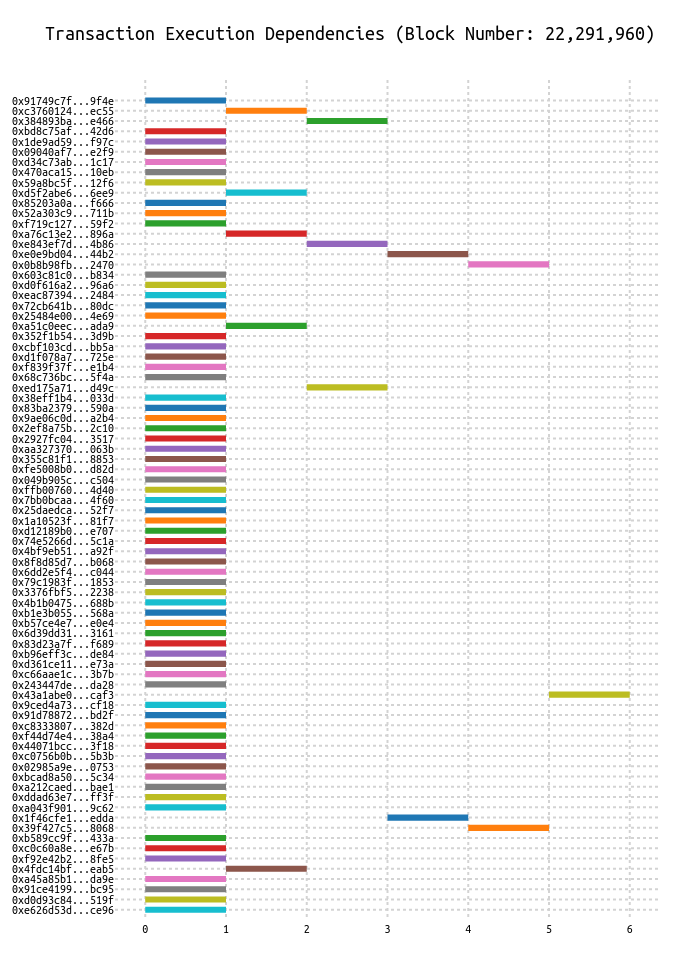 Transaction Execution Dependencies (Block Number: 22,291,960)
0x91749c7f...9f4e
0xc3760124...ec55
0x384893ba...e466
0xbd8c75af...42d6
0x1de9ad59...f97c
0x09040af7...e2f9
0xd34c73ab...1c17
0x470aca15...10eb
0x59a8bc5f...12f6
0xd5f2abe6...6ee9
0x85203a0a...f666
0x52a303c9...711b
0xf719c127...59f2
0xa76c13e2...896a
0xe843ef7d...4b86
0xe0e9bd04...44b2
0x0b8b98fb...2470
0x603c81c0...b834
0xd0f616a2...96a6
0xeac87394...2484
0x72cb641b...80dc
0x25484e00...4e69
0xa51c0eec...ada9
0x352f1b54...3d9b
0xcbf103cd...bb5a
0xd1f078a7...725e
0xf839f37f...e1b4
0x68c736bc...5f4a
0xed175a71...d49c
0x38eff1b4...033d
0x83ba2379...590a
0x9ae06c0d...a2b4
0x2ef8a75b...2c10
0x2927fc04...3517
0xaa327370...063b
0x355c81f1...8853
0xfe5008b0...d82d
0x049b905c...c504
0xffb00760...4d40
0x7bb0bcaa...4f60
0x25daedca...52f7
0x1a10523f...81f7
0xd12189b0...e707
0x74e5266d...5c1a
0x4bf9eb51...a92f
0x8f8d85d7...b068
0x6dd2e5f4...c044
0x79c1983f...1853
0x3376fbf5...2238
0x4b1b0475...688b
0xb1e3b055...568a
0xb57ce4e7...e0e4
0x6d39dd31...3161
0x83d23a7f...f689
0xb96eff3c...de84
0xd361ce11...e73a
0xc66aae1c...3b7b
0x243447de...da28
0x43a1abe0...caf3
0x9ced4a73...cf18
0x91d78872...bd2f
0xc8333807...382d
0xf44d74e4...38a4
0x44071bcc...3f18
0xc0756b0b...5b3b
0x02985a9e...0753
0xbcad8a50...5c34
0xa212caed...bae1
0xddad63e7...ff3f
0xa043f901...9c62
0x1f46cfe1...edda
0x39f427c5...8068
0xb589cc9f...433a
0xc0c60a8e...e67b
0xf92e42b2...8fe5
0x4fdc14bf...eab5
0xa45a85b1...da9e
0x91ce4199...bc95
0xd0d93c84...519f
0xe626d53d...ce96
0 1 2 3 4 5 6